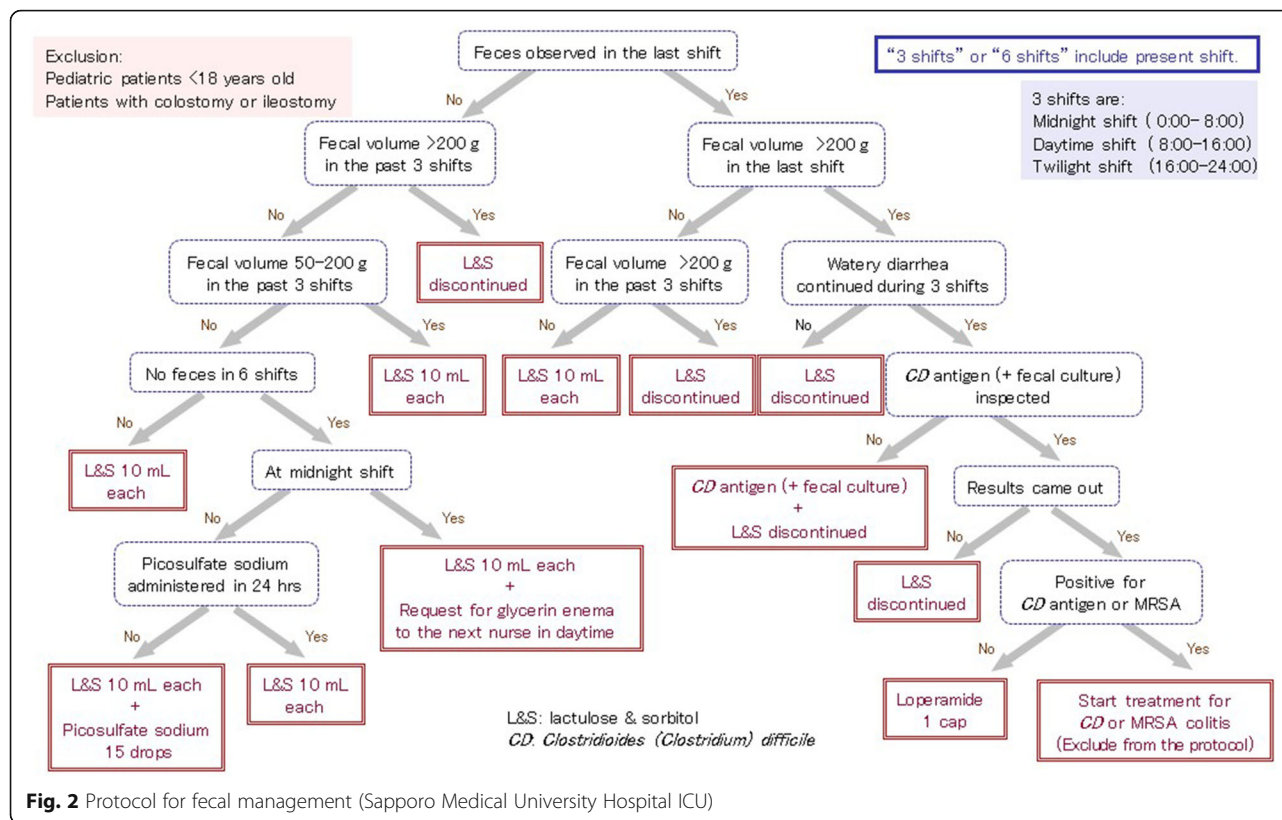 Exclusion:
Pediatric patients <18 years old
Patients with colostomy or ileostomy
Feces observed in the last shift
“3 shifts” or “6 shifts” include present shift.
3 shifts are:
Midnight shift ( 0:00– 8:00)
Daytime shift ( 8:00–16:00)
Twilight shift (16:00–24:00)
No
Yes
Fecal volume >200 g
in the past 3 shifts
Fecal volume >200 g
in the last shift
No
Yes
No
Yes
Fecal volume 50–200 g
in the past 3 shifts
L&S
discontinued
Fecal volume >200 g
in the past 3 shifts
Watery diarrhea
continued during 3 shifts
No
Yes
No
Yes
No
Yes
No feces in 6 shifts
L&S 10 mL
each
L&S 10 mL
each
L&S
discontinued
L&S
discontinued
CD antigen (+ fecal culture)
inspected
No
Yes
No
Yes
L&S 10 mL
each
At midnight shift
CD antigen (+ fecal culture)
+
L&S discontinued
Results came out
No
Yes
No
Yes
Picosulfate sodium
administered in 24 hrs
L&S 10 mL each
+
Request for glycerin enema
to the next nurse in daytime
L&S
discontinued
Positive for
CD antigen or MRSA
No
Yes
No
Yes
L&S 10 mL each
+
Picosulfate sodium
15 drops
L&S 10 mL
each
Loperamide
1 cap
Start treatment for
CD or MRSA colitis
(Exclude from the protocol)
L&S: lactulose & sorbitol
CD: Clostridioides (Clostridium) difficile
Fig. 2 Protocol for fecal management (Sapporo Medical University Hospital ICU)